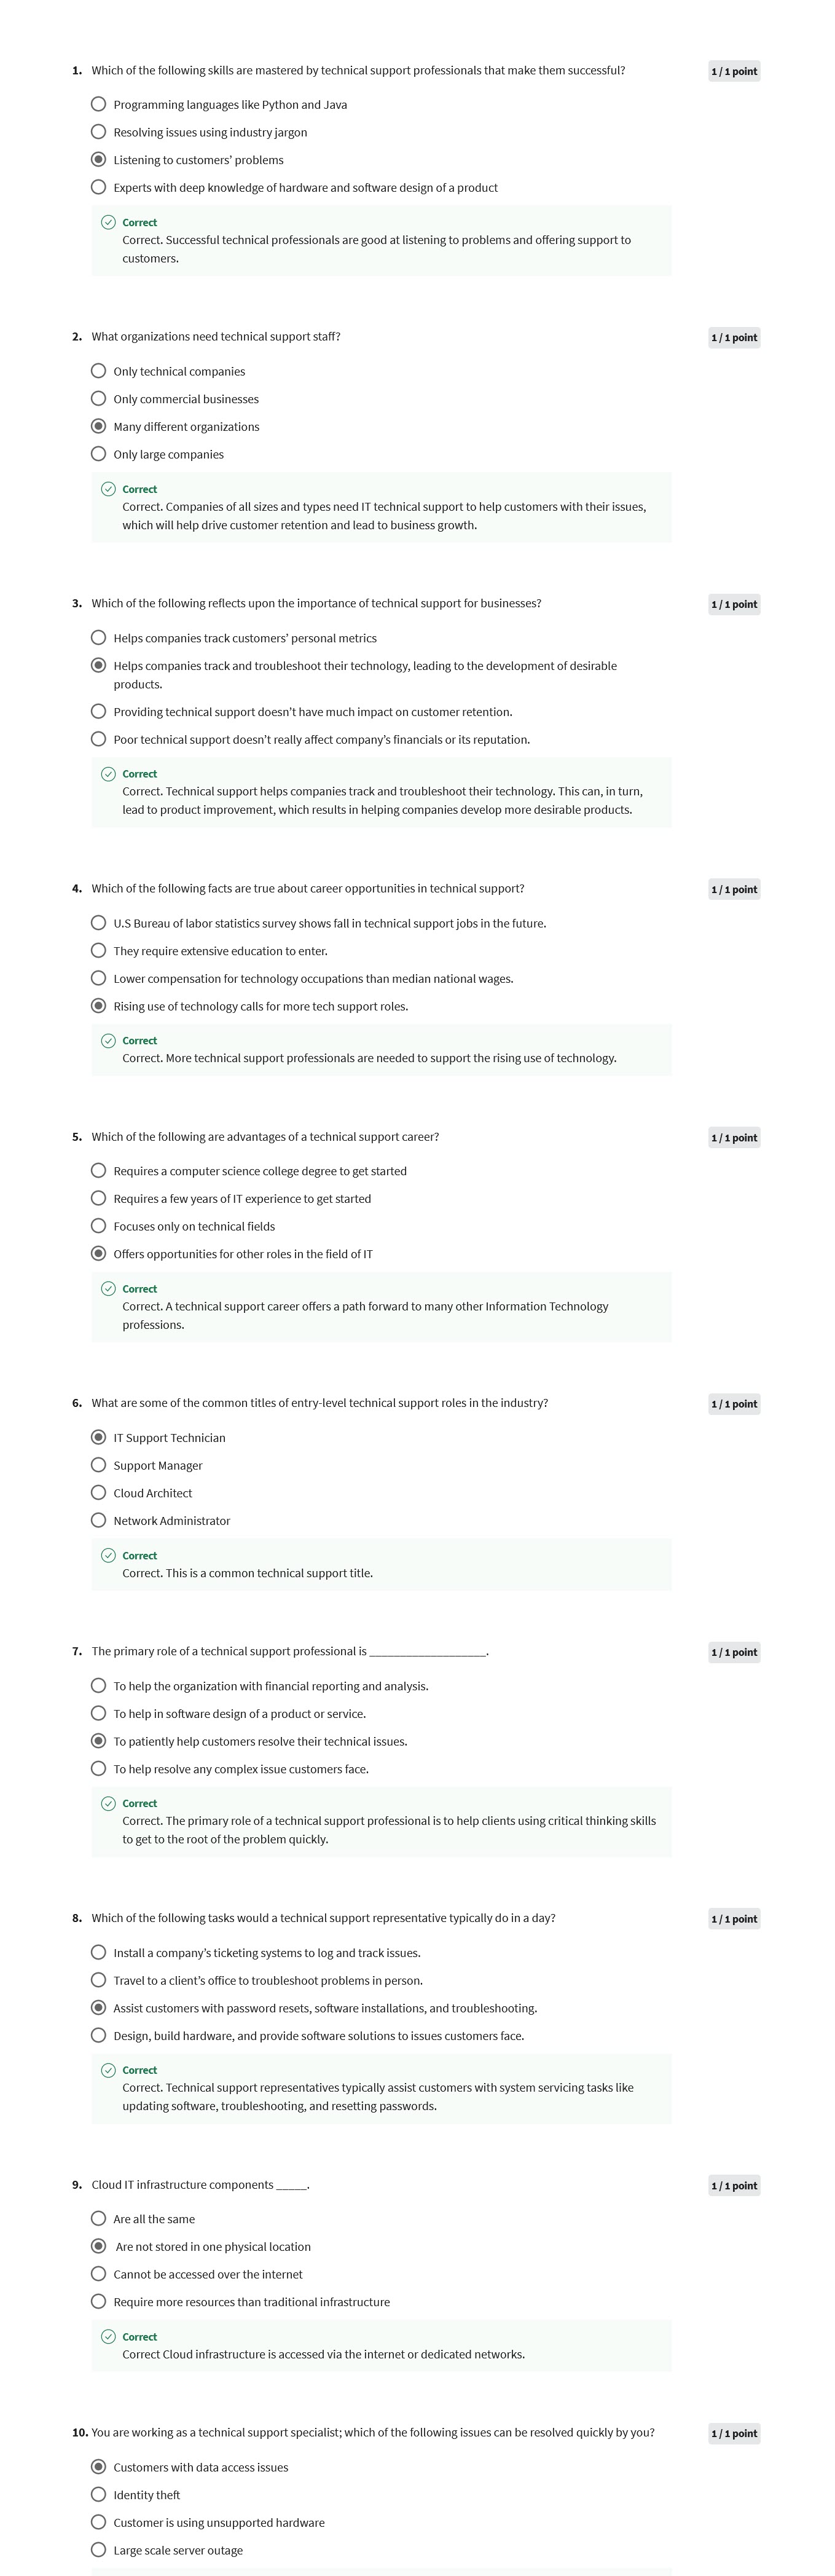 1. Which of the following skills are mastered by technical support professionals that make them successful?
1 / 1 point
Programming languages like Python and Java
Resolving issues using industry jargon
Listening to customers’ problems
Experts with deep knowledge of hardware and software design of a product
Correct
Correct. Successful technical professionals are good at listening to problems and offering support to
customers.
2. What organizations need technical support staff?
1 / 1 point
Only technical companies
Only commercial businesses
Many different organizations
Only large companies
Correct
Correct. Companies of all sizes and types need IT technical support to help customers with their issues,
which will help drive customer retention and lead to business growth.
3. Which of the following reflects upon the importance of technical support for businesses?
1 / 1 point
Helps companies track customers’ personal metrics
Helps companies track and troubleshoot their technology, leading to the development of desirable
products.
Providing technical support doesn’t have much impact on customer retention.
Poor technical support doesn’t really affect company’s financials or its reputation.
Correct
Correct. Technical support helps companies track and troubleshoot their technology. This can, in turn,
lead to product improvement, which results in helping companies develop more desirable products.
4. Which of the following facts are true about career opportunities in technical support?
1 / 1 point
U.S Bureau of labor statistics survey shows fall in technical support jobs in the future.
They require extensive education to enter.
Lower compensation for technology occupations than median national wages.
Rising use of technology calls for more tech support roles.
Correct
Correct. More technical support professionals are needed to support the rising use of technology.
5. Which of the following are advantages of a technical support career?
1 / 1 point
Requires a computer science college degree to get started
Requires a few years of IT experience to get started
Focuses only on technical fields
Offers opportunities for other roles in the field of IT
Correct
Correct. A technical support career offers a path forward to many other Information Technology
professions.
6. What are some of the common titles of entry-level technical support roles in the industry?
1 / 1 point
IT Support Technician
Support Manager
Cloud Architect
Network Administrator
Correct
Correct. This is a common technical support title.
7. The primary role of a technical support professional is ___________________.
1 / 1 point
To help the organization with financial reporting and analysis.
To help in software design of a product or service.
To patiently help customers resolve their technical issues.
To help resolve any complex issue customers face.
Correct
Correct. The primary role of a technical support professional is to help clients using critical thinking skills
to get to the root of the problem quickly.
8. Which of the following tasks would a technical support representative typically do in a day?
1 / 1 point
Install a company’s ticketing systems to log and track issues.
Travel to a client’s office to troubleshoot problems in person.
Assist customers with password resets, software installations, and troubleshooting.
Design, build hardware, and provide software solutions to issues customers face.
Correct
Correct. Technical support representatives typically assist customers with system servicing tasks like
updating software, troubleshooting, and resetting passwords.
9. Cloud IT infrastructure components _____.
1 / 1 point
Are all the same
Are not stored in one physical location
Cannot be accessed over the internet
Require more resources than traditional infrastructure
Correct
Correct Cloud infrastructure is accessed via the internet or dedicated networks.
10. You are working as a technical support specialist; which of the following issues can be resolved quickly by you?
1 / 1 point
Customers with data access issues
Identity theft
Customer is using unsupported hardware
Large scale server outage